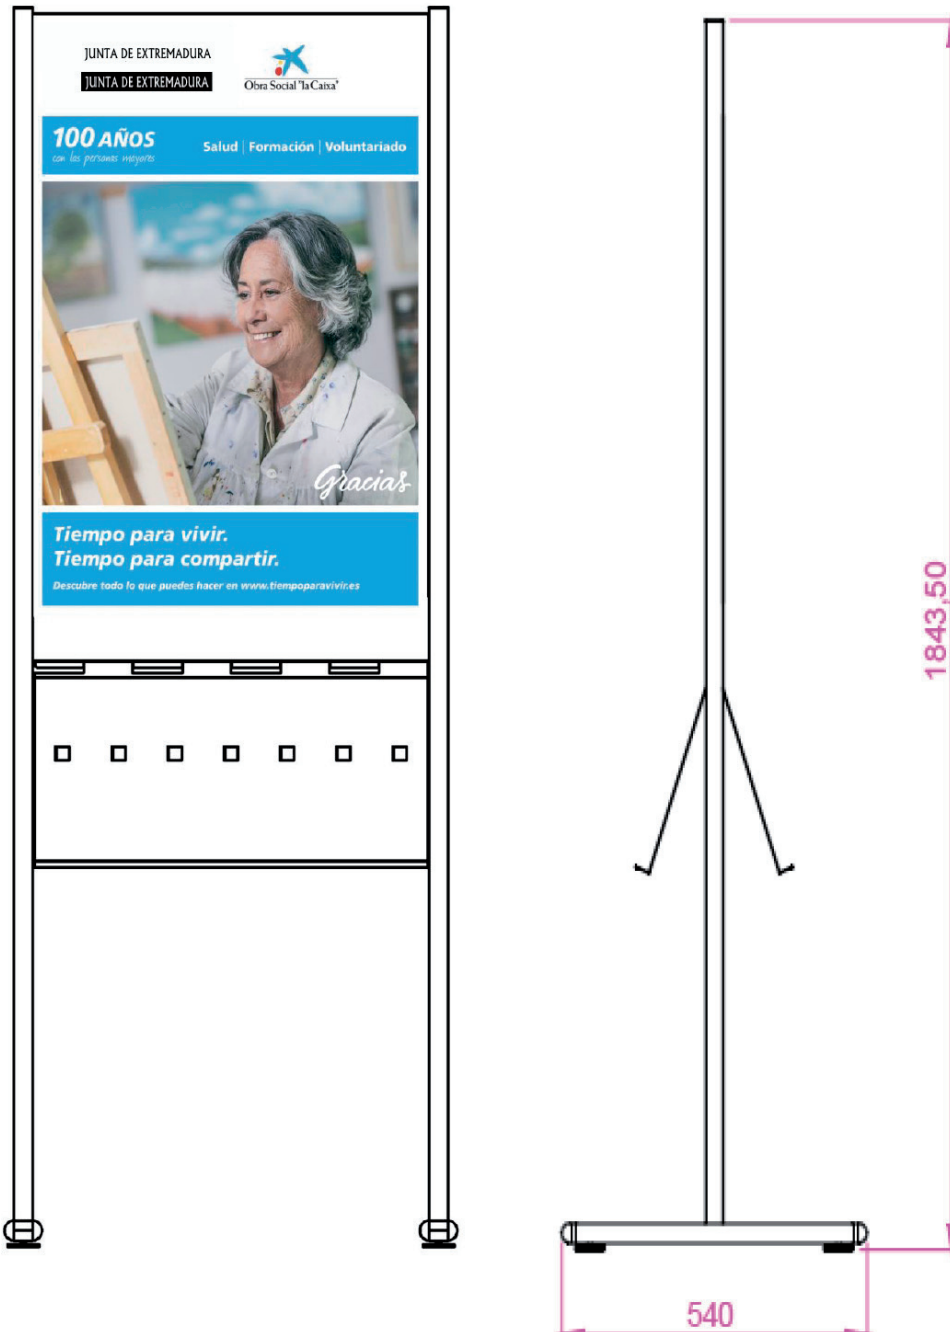 JUNTA DE EXTREMADURA
JUNTA DE EXTREMADURA
Obra Social "la Caixa"
100 AÑOS
con las personas mayores
Salud | Formación | Voluntariado
Gracias
Tiempo para vivir.
Tiempo para compartir.
Descubre todo lo que puedes hacer en www.tiempoparavivir.es
1843,50
540